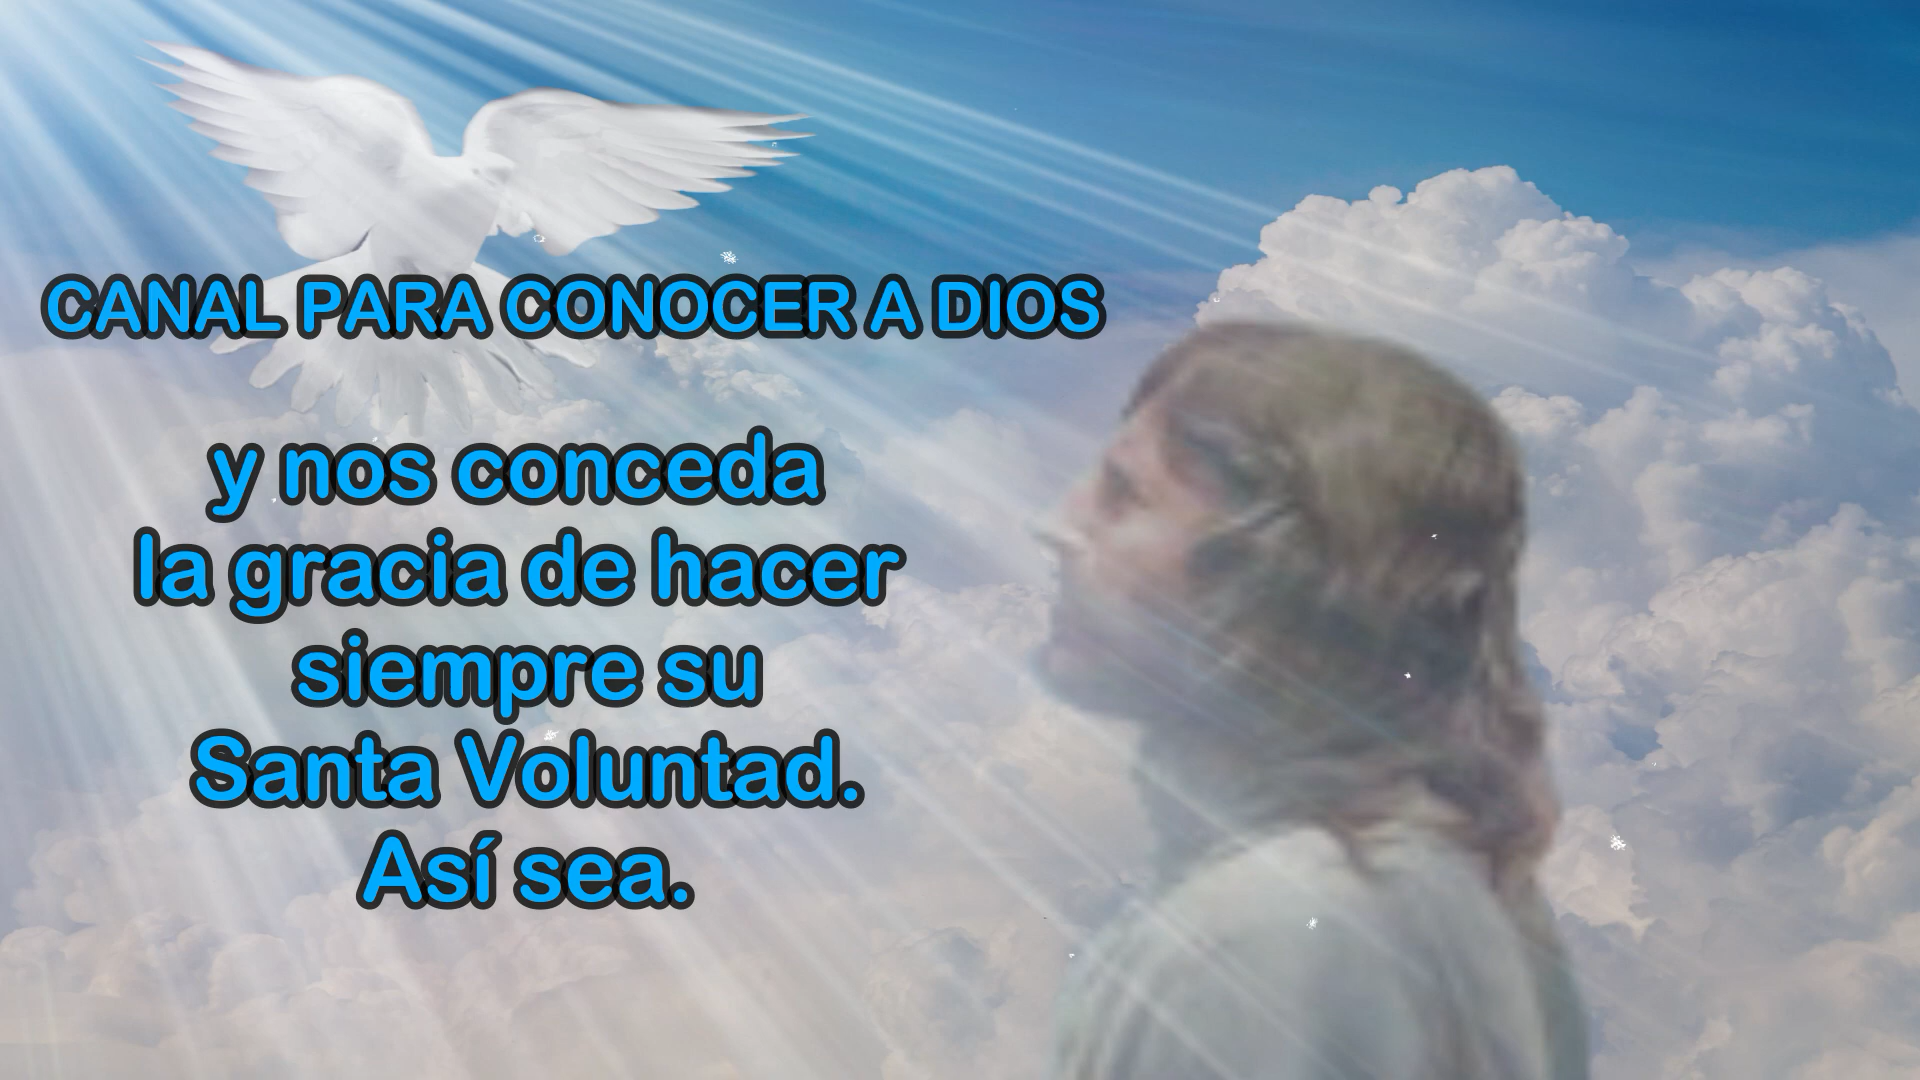 CANAL PARA CONOCER A DIOS
y nos conceda
la gracia de hacer
siempre su
Santa Voluntad.
Así sea.